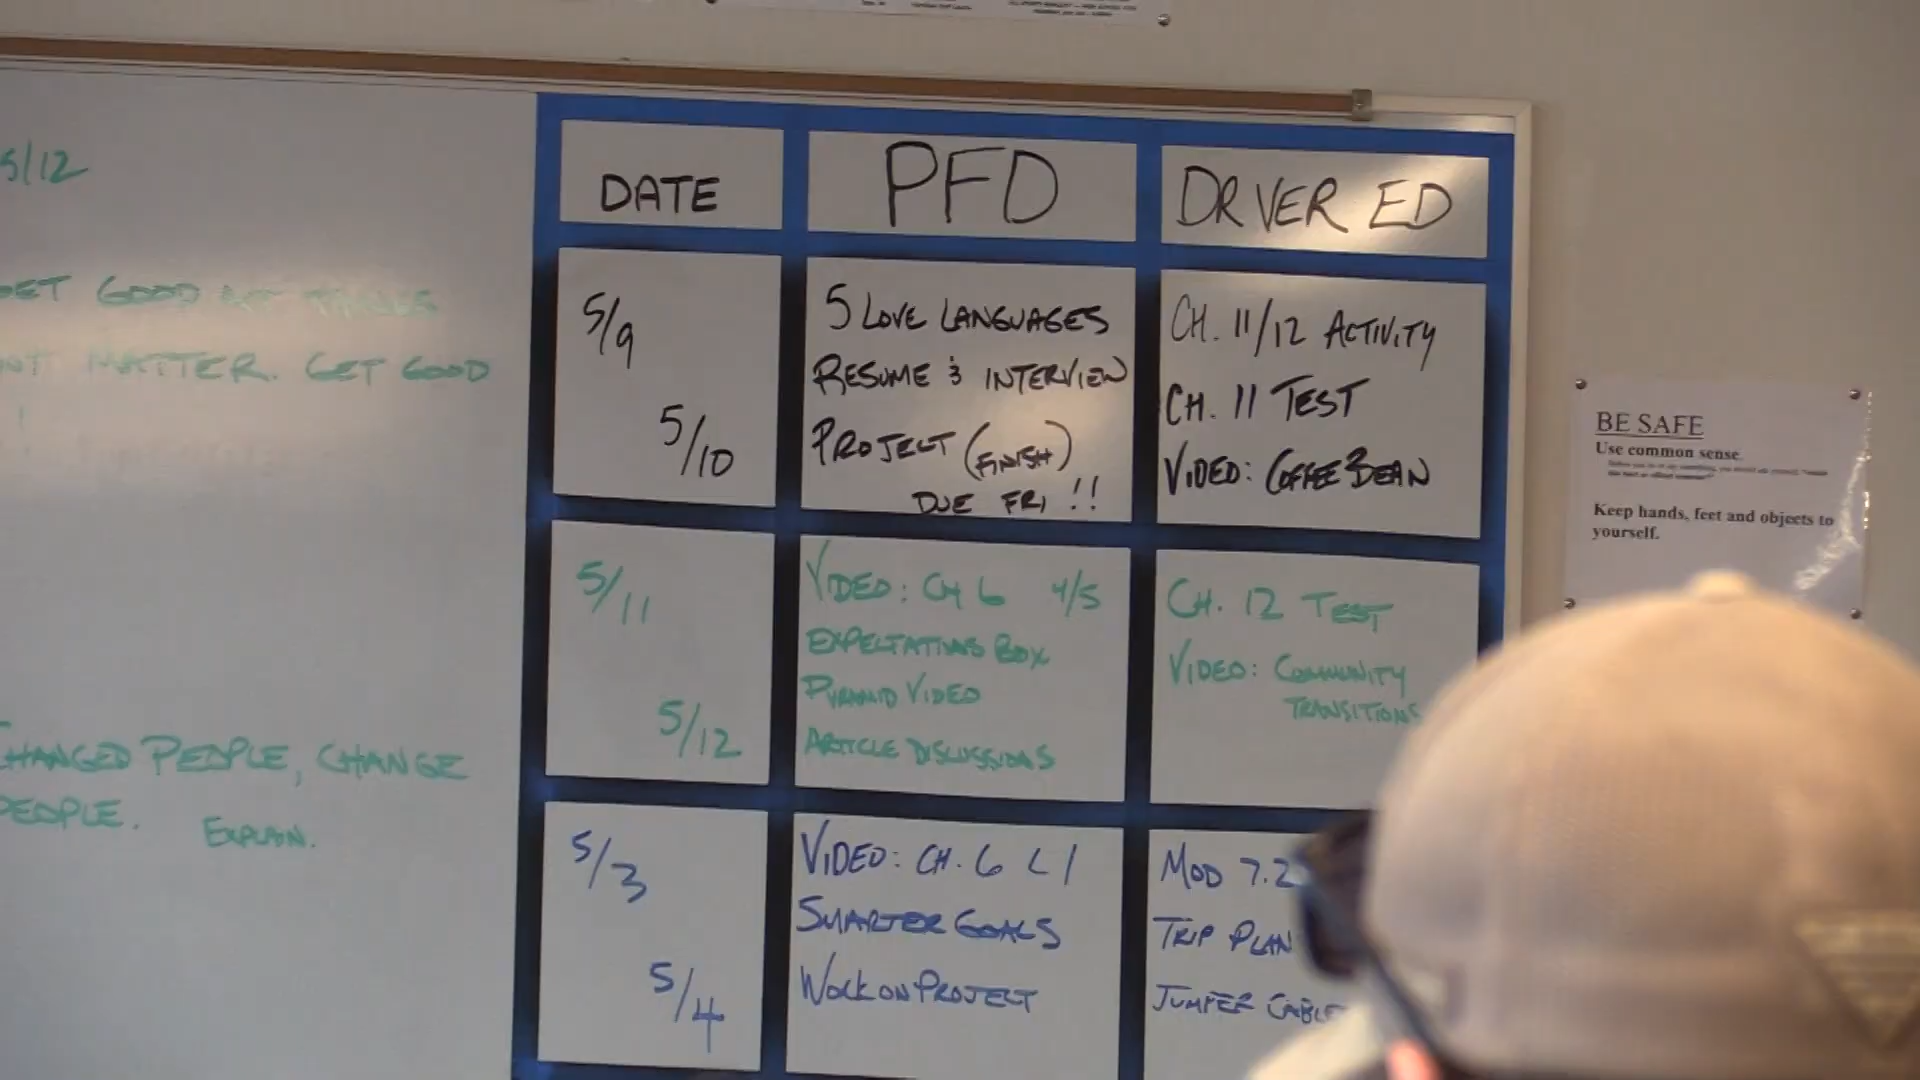 5/12
GOOD AT THINGS
MATTER. GET GOOD
CHANGED PEOPLE, CHANGE
PEOPLE. EXPLAIN.
DATE
PFD
DRVER ED
5/9
5/10
5 LOVE LANGUAGES
RESUME & INTERVIEW
PROJECT (FINISH)
DUE FRI !!
CH. 11/12 ACTIVITY
CH. 11 TEST
VIDEO: COFFEE BEAN
5/11
5/12
VIDEO: CH 6 4/5
EXPECTATIONS BOX
PYRAMID VIDEO
ARTICLE DISCUSSIONS
CH. 12 TEST
VIDEO: COMMUNITY
TRANSITIONS
5/3
5/4
VIDEO: CH. 6 L1
SMARTER GOALS
WORK ON PROJECT
MOD 7.2
TRIP PLAN
JUMPER CABLE
BE SAFE
Use common sense.
Keep hands, feet and objects to
yourself.